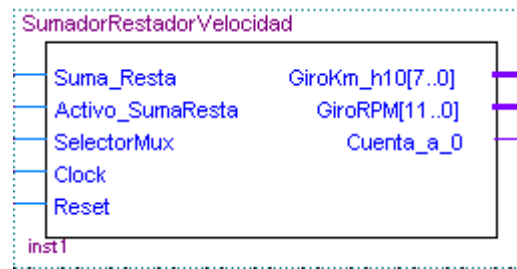 SumadorRestadorVelocidad
Suma_Resta GiroKm_h10[7..0]
Activo_SumaResta GiroRPM[11..0]
SelectorMux Cuenta_a_0
Clock
Reset
inst1